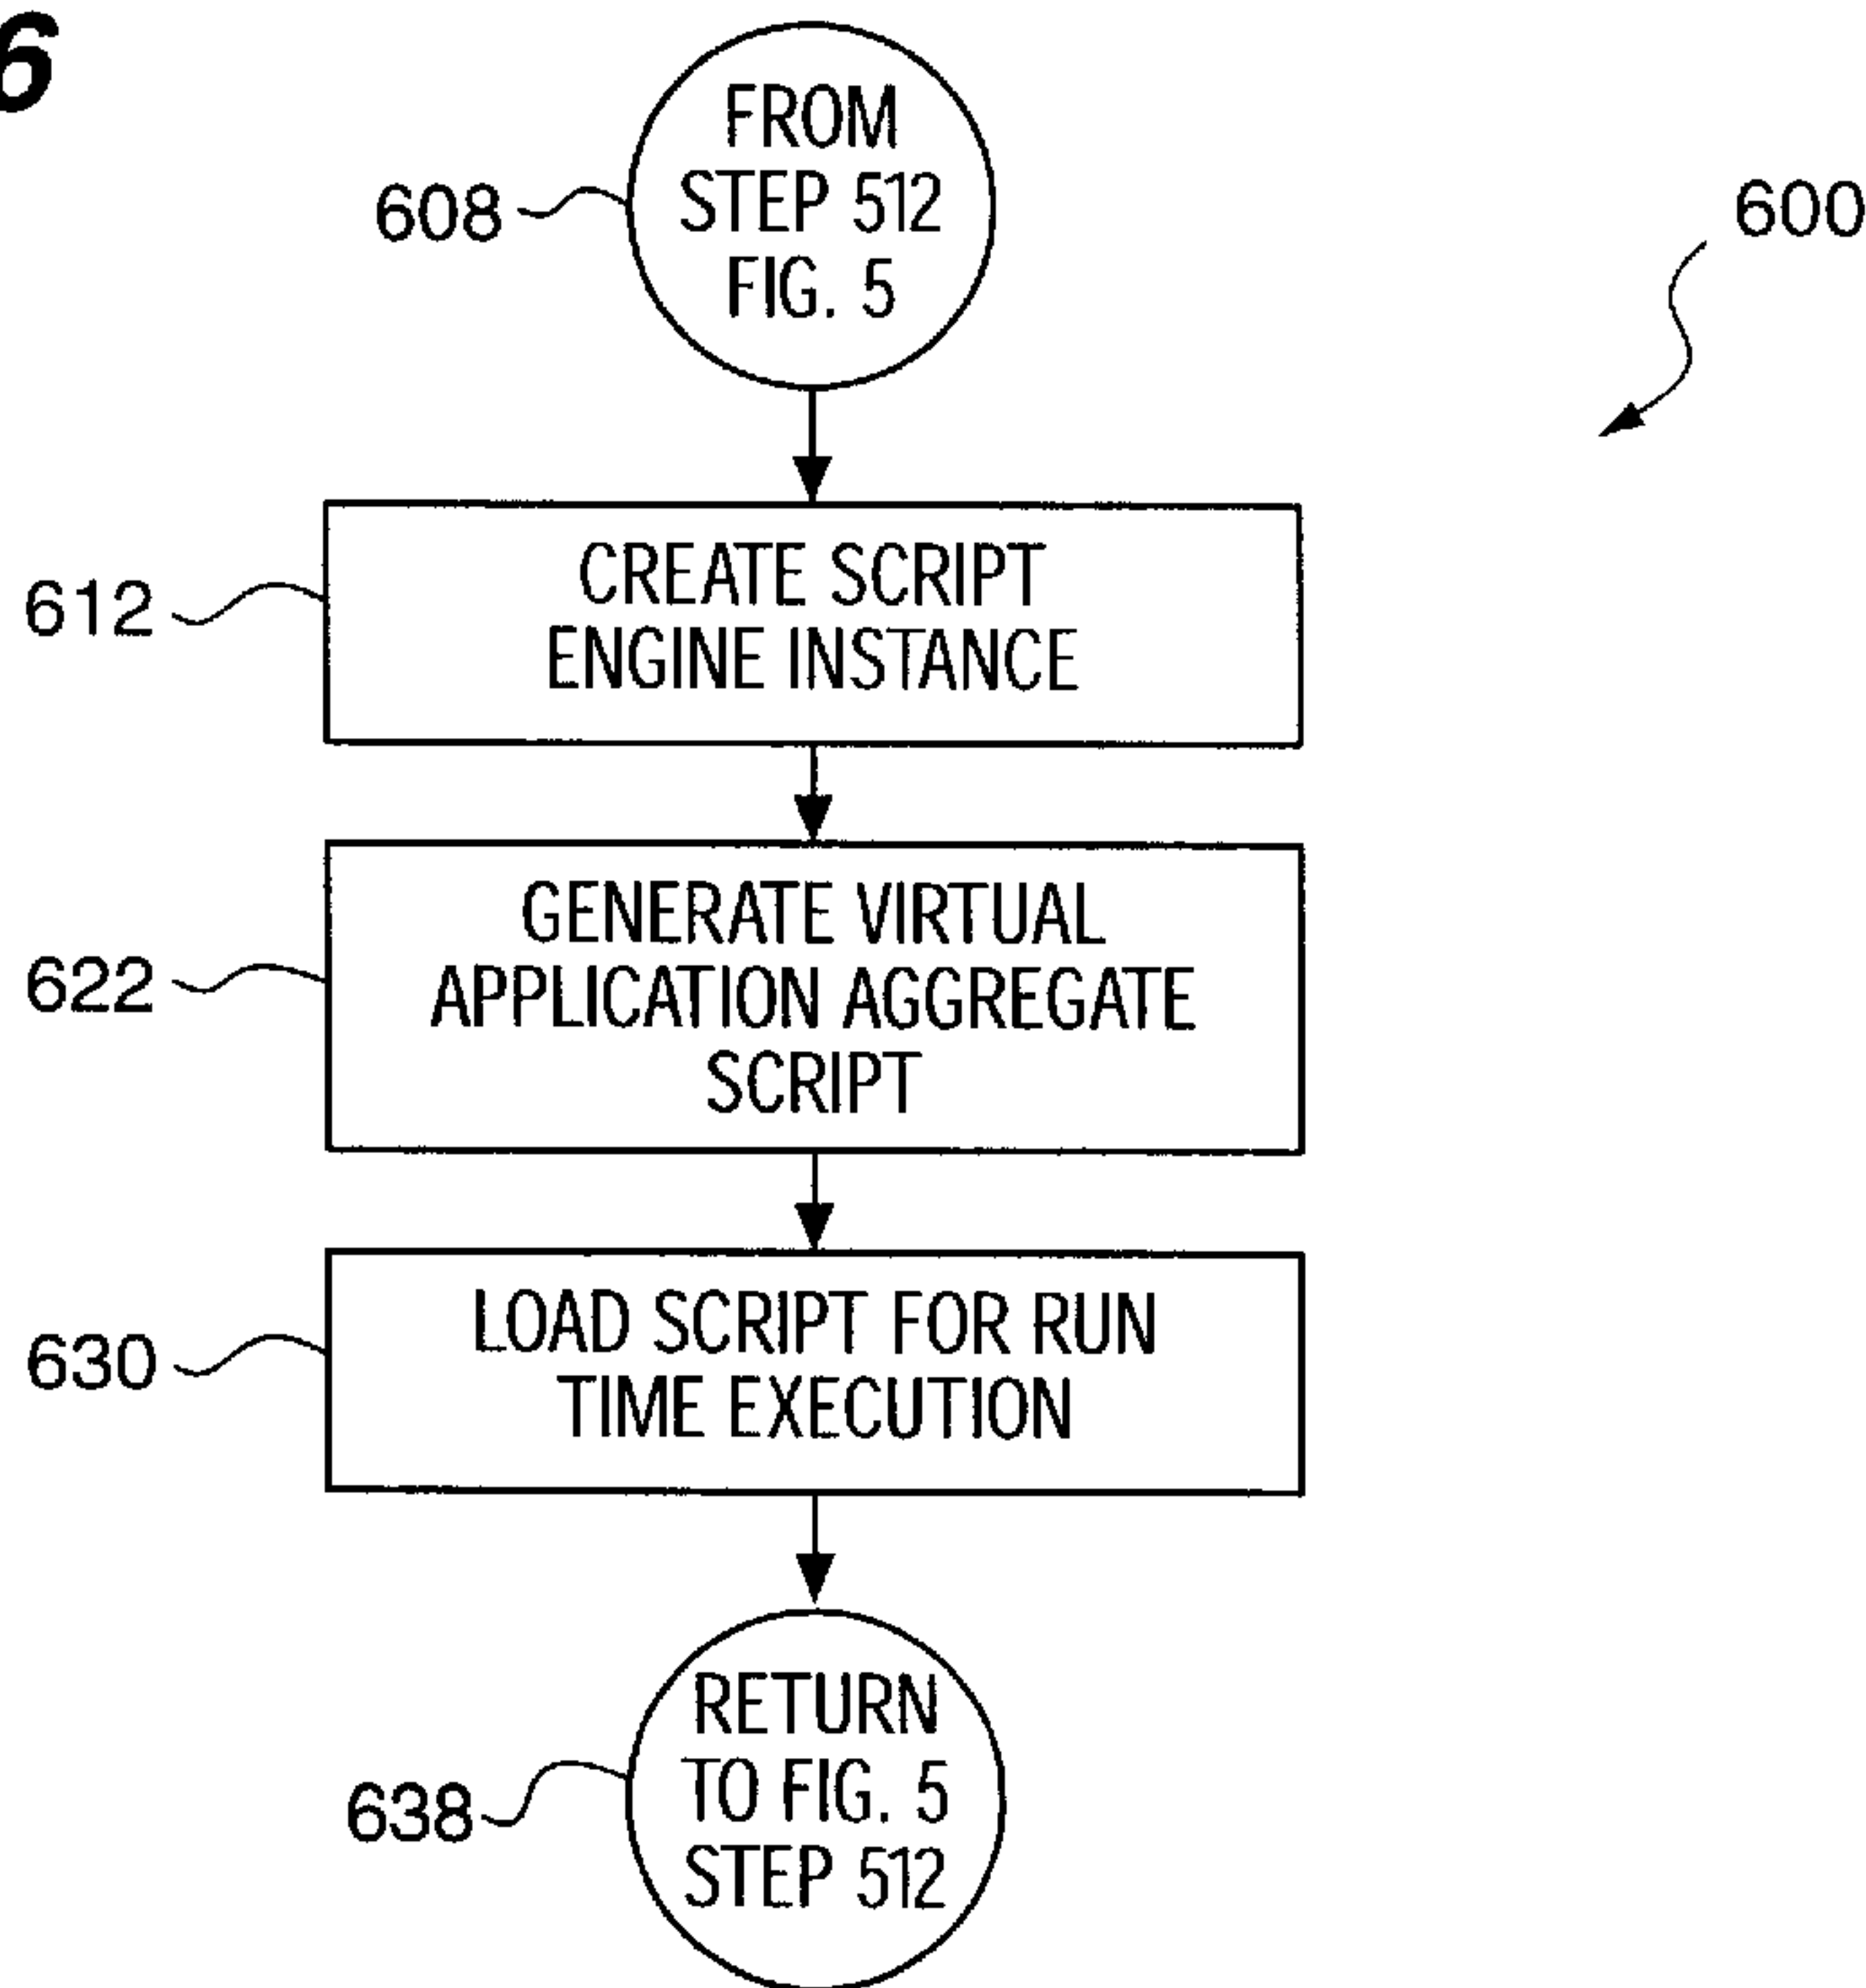 6
FROM
STEP 512
FIG. 5
608
600
CREATE SCRIPT
ENGINE INSTANCE
612
GENERATE VIRTUAL
APPLICATION AGGREGATE
SCRIPT
622
LOAD SCRIPT FOR RUN
TIME EXECUTION
630
RETURN
TO FIG. 5
STEP 512
638